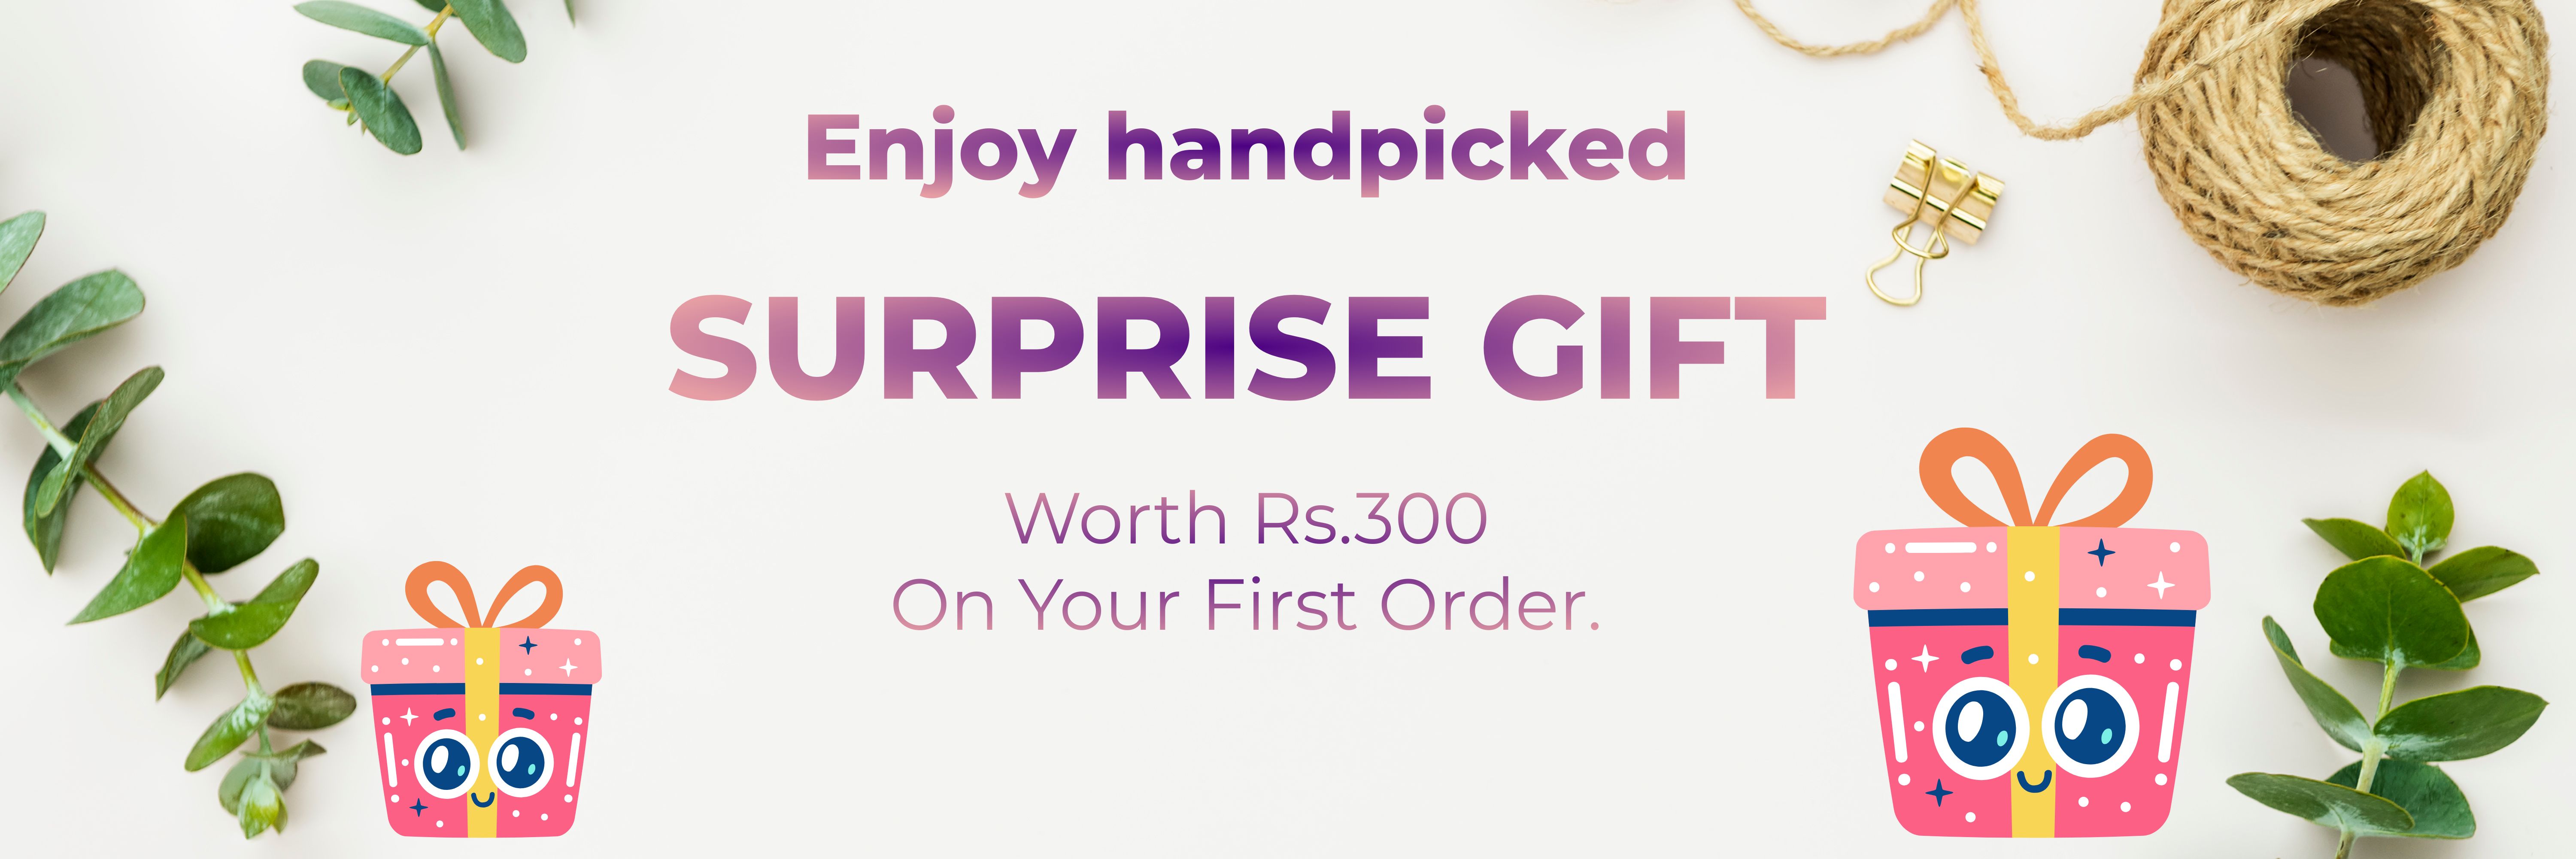 Enjoy handpicked
SURPRISE GIFT
Worth Rs.300
On Your First Order.